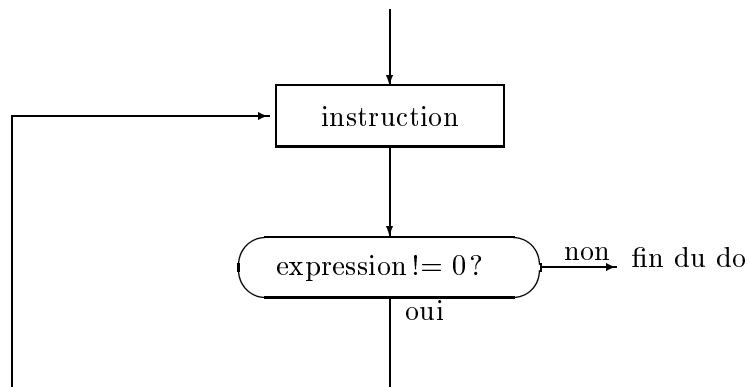 instruction
expression != 0 ?
non
fin du do
oui